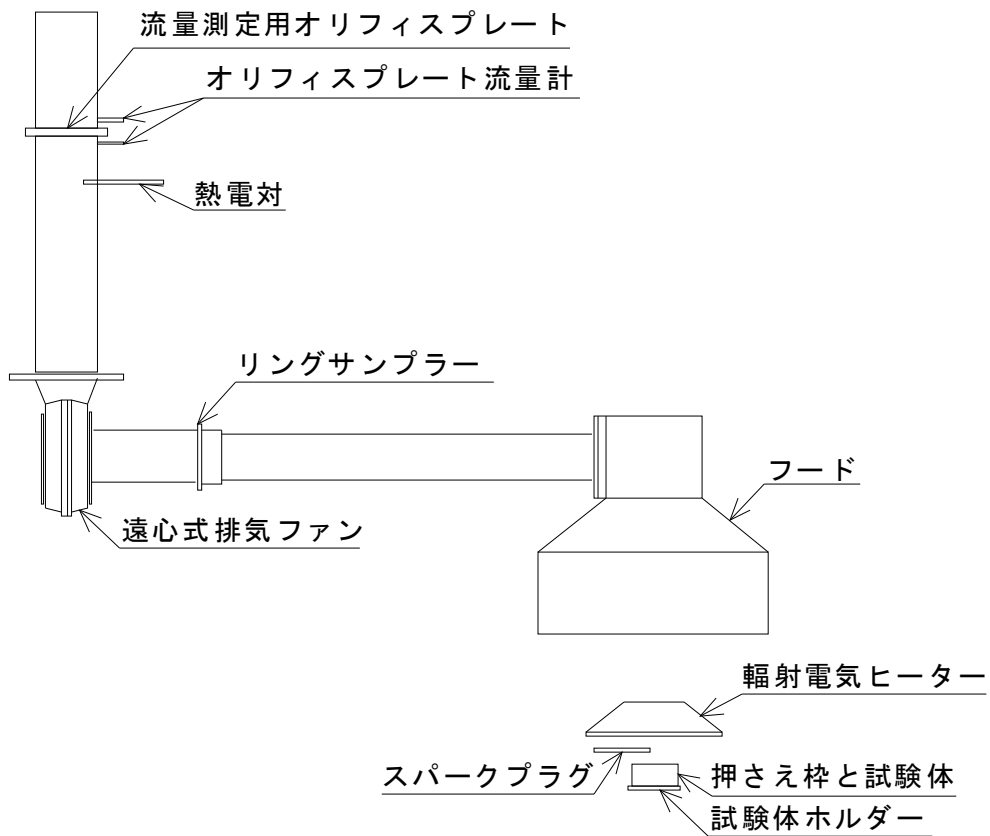 流量測定用オリフィスプレート
オリフィスプレート流量計
熱電対
リングサンプラー
フード
遠心式排気ファン
輻射電気ヒーター
スパークプラグ
押さえ枠と試験体
試験体ホルダー